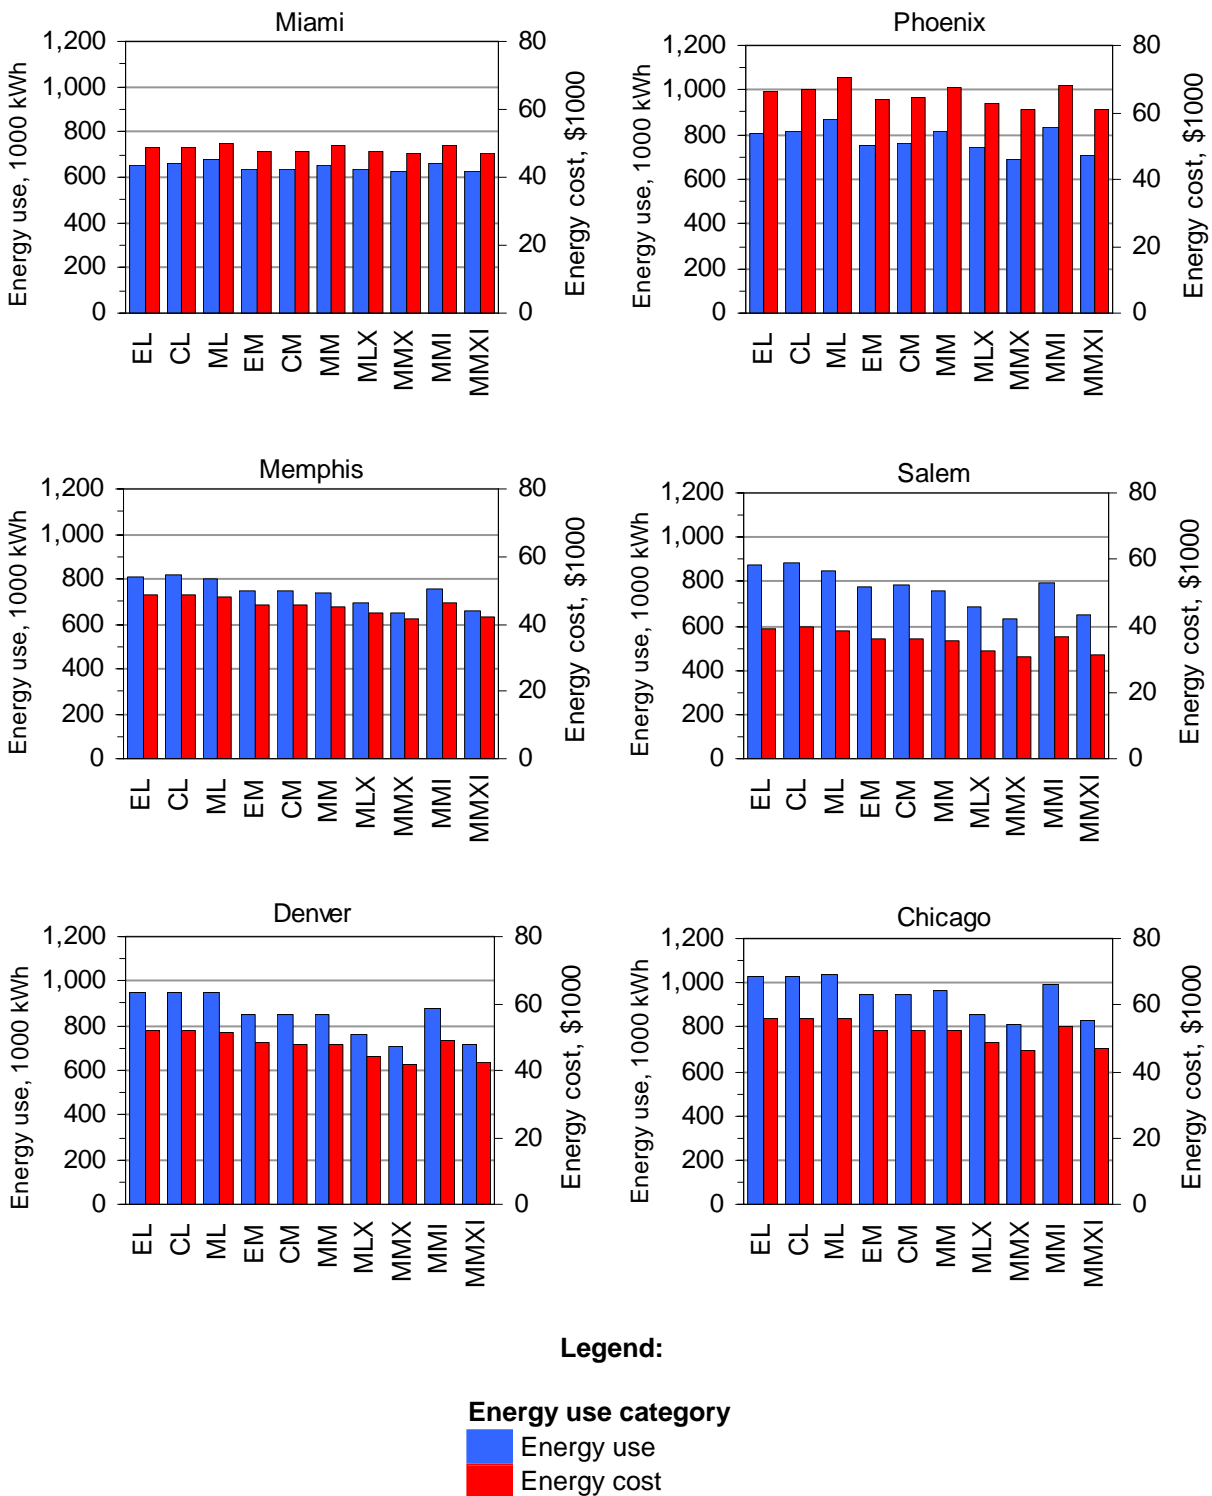 Miami
1,200
1,000
800
600
400
200
0
Energy use, 1000 kWh
80
60
40
20
0
Energy cost, $1000
EL CL ML EM CM MM MLX MMX MMI MMXI
Phoenix
1,200
1,000
800
600
400
200
0
Energy use, 1000 kWh
80
60
40
20
0
Energy cost, $1000
EL CL ML EM CM MM MLX MMX MMI MMXI
Memphis
1,200
1,000
800
600
400
200
0
Energy use, 1000 kWh
80
60
40
20
0
Energy cost, $1000
EL CL ML EM CM MM MLX MMX MMI MMXI
Salem
1,200
1,000
800
600
400
200
0
Energy use, 1000 kWh
80
60
40
20
0
Energy cost, $1000
EL CL ML EM CM MM MLX MMX MMI MMXI
Denver
1,200
1,000
800
600
400
200
0
Energy use, 1000 kWh
80
60
40
20
0
Energy cost, $1000
EL CL ML EM CM MM MLX MMX MMI MMXI
Chicago
1,200
1,000
800
600
400
200
0
Energy use, 1000 kWh
80
60
40
20
0
Energy cost, $1000
EL CL ML EM CM MM MLX MMX MMI MMXI
Legend:
Energy use category
Energy use
Energy cost